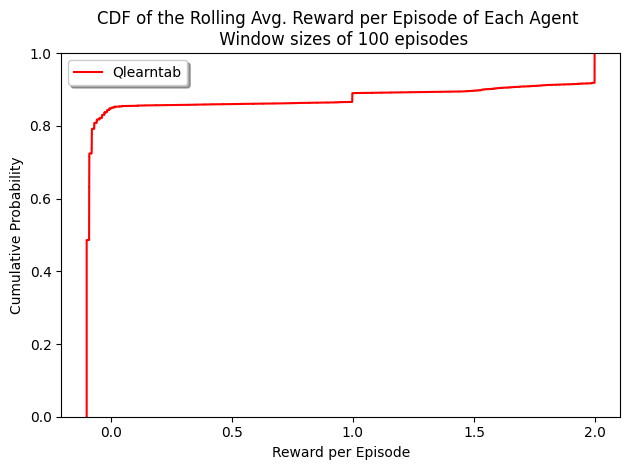 CDF of the Rolling Avg. Reward per Episode of Each Agent
Window sizes of 100 episodes
Qlearntab
Cumulative Probability
1.0
0.8
0.6
0.4
0.2
0.0
0.0 0.5 1.0 1.5 2.0
Reward per Episode